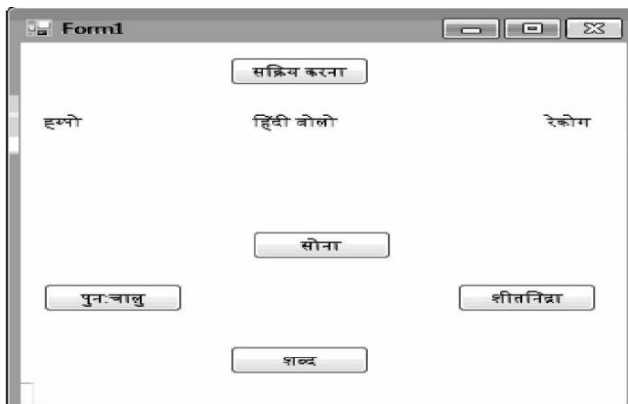 Form1
सक्रिय करना
हम्पो हिंदी बोलो रेकोग
सोना
पुनःचालु शीतनिद्रा
शब्द